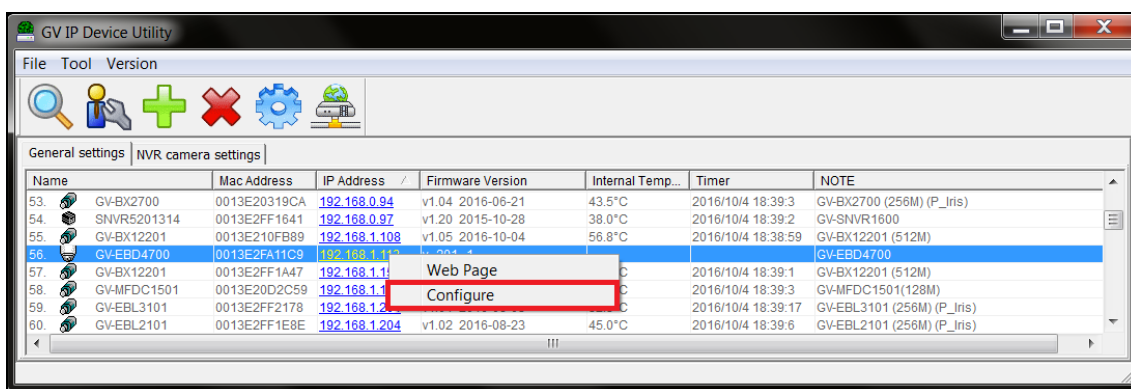 GV IP Device Utility
File Tool Version
General settings NVR camera settings
Name Mac Address IP Address Firmware Version Internal Temp... Timer NOTE
53. GV-BX2700 0013E20319CA 192.168.0.94 v1.04 2016-06-21 43.5°C 2016/10/4 18:39:3 GV-BX2700 (256M) (P_Iris)
54. SNVR5201314 0013E2FF1641 192.168.0.97 v1.20 2015-10-28 38.0°C 2016/10/4 18:39:2 GV-SNVR1600
55. GV-BX12201 0013E210FB89 192.168.1.108 v1.05 2016-10-04 56.8°C 2016/10/4 18:38:59 GV-BX12201 (512M)
56. GV-EBD4700 0013E2FA11C9 GV-EBD4700
57. GV-BX12201 0013E2FF1A47 2016/10/4 18:39:1 GV-BX12201 (512M)
58. GV-MFDC1501 0013E20D2C59 2016/10/4 18:39:3 GV-MFDC1501(128M)
59. GV-EBL3101 0013E2FF2178 2016/10/4 18:39:17 GV-EBL3101 (256M) (P_Iris)
60. GV-EBL2101 0013E2FF1E8E 192.168.1.204 v1.02 2016-08-23 45.0°C 2016/10/4 18:39:6 GV-EBL2101 (256M) (P_Iris)
Web Page
Configure